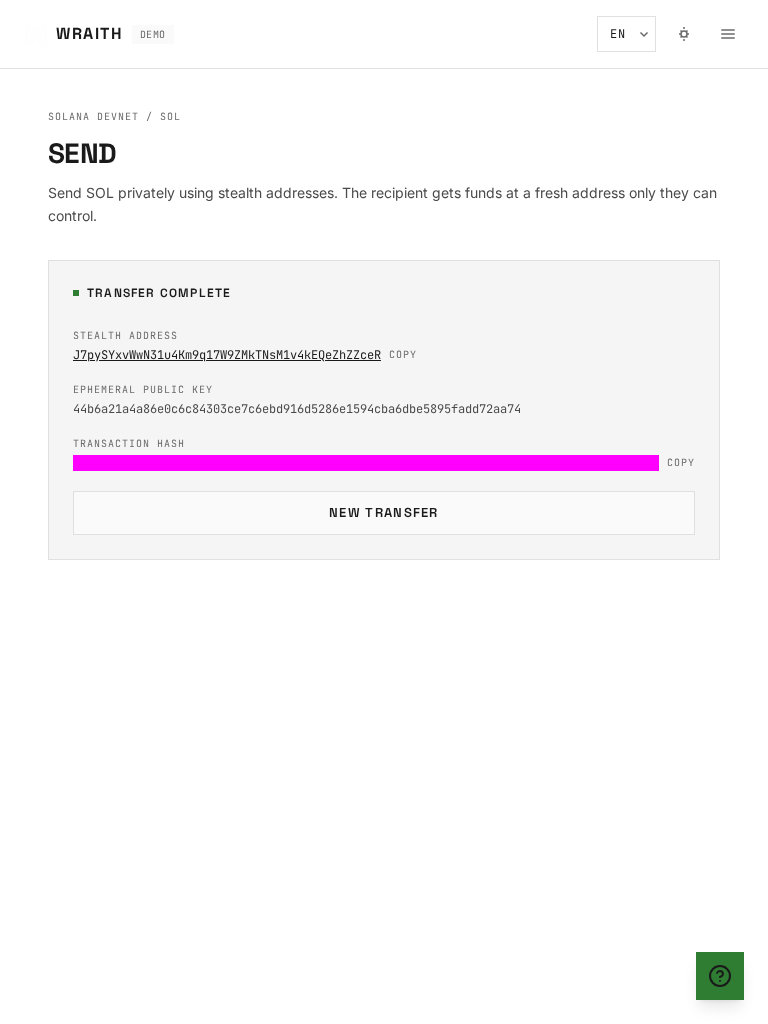 WRAITH DEMO EN
SOLANA DEVNET / SOL
SEND
Send SOL privately using stealth addresses. The recipient gets funds at a fresh address only they can
control.
TRANSFER COMPLETE
STEALTH ADDRESS
J7pySYxvWwN31u4Km9q17W9ZMkTNsM1v4kEQeZhZZceR COPY
EPHEMERAL PUBLIC KEY
44b6a21a4a86e0c6c84303ce7c6ebd916d5286e1594cba6dbe5895fadd72aa74
TRANSACTION HASH
COPY
NEW TRANSFER